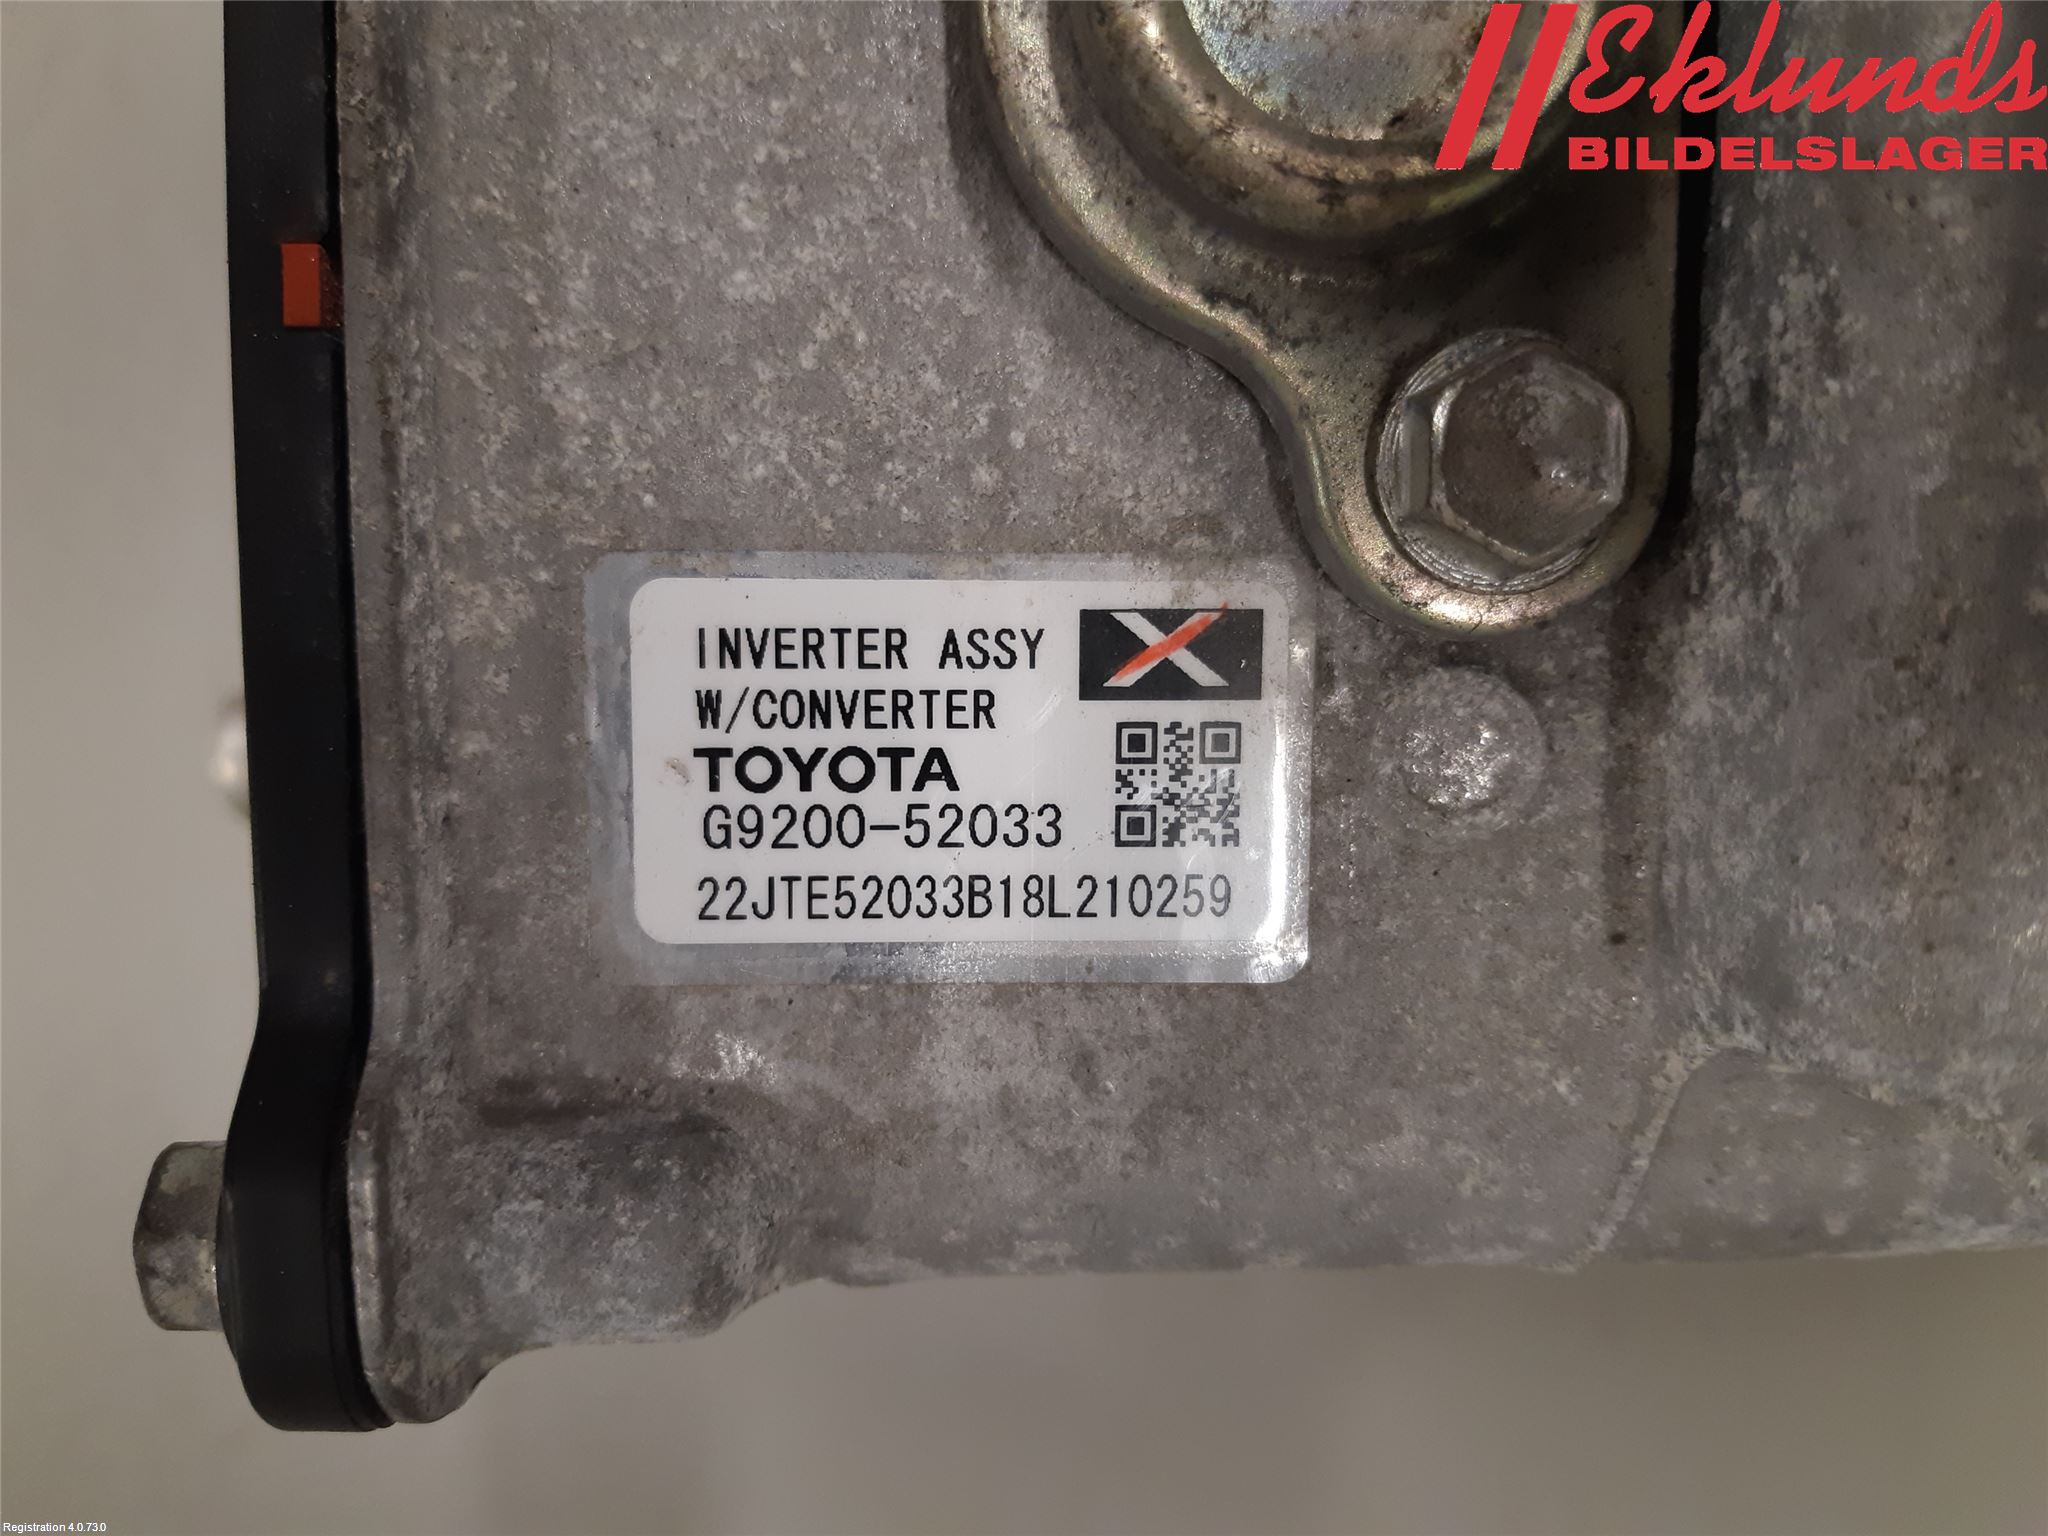 Eklunds
BILDELSLAGER
INVERTER ASSY
W/CONVERTER
TOYOTA
G9200-52033
22JTE52033B18L210259
Registration 4.0.73.0